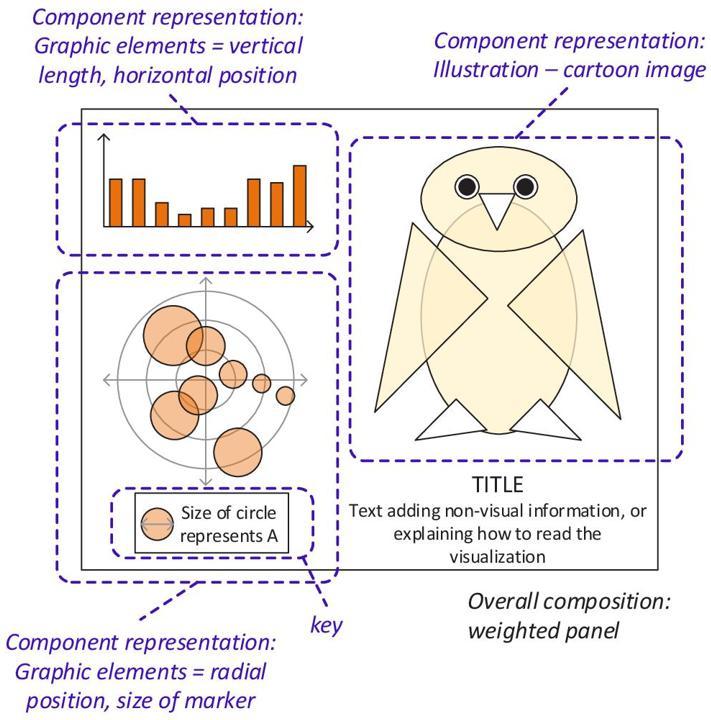 Component representation:
Graphic elements = vertical
length, horizontal position
Component representation:
Illustration – cartoon image
Size of circle
represents A
TITLE
Text adding non-visual information, or
explaining how to read the
visualization
Overall composition:
weighted panel
key
Component representation:
Graphic elements = radial
position, size of marker